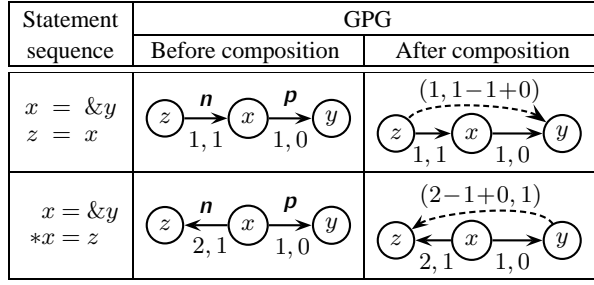 Statement sequence GPG
Before composition After composition
x = &y
z = x
z n 1, 1 x p 1, 0 y
(1, 1−1+0)
z 1, 1 x 1, 0 y
x = &y
∗x = z
z n 2, 1 x p 1, 0 y
(2−1+0, 1)
z 2, 1 x 1, 0 y